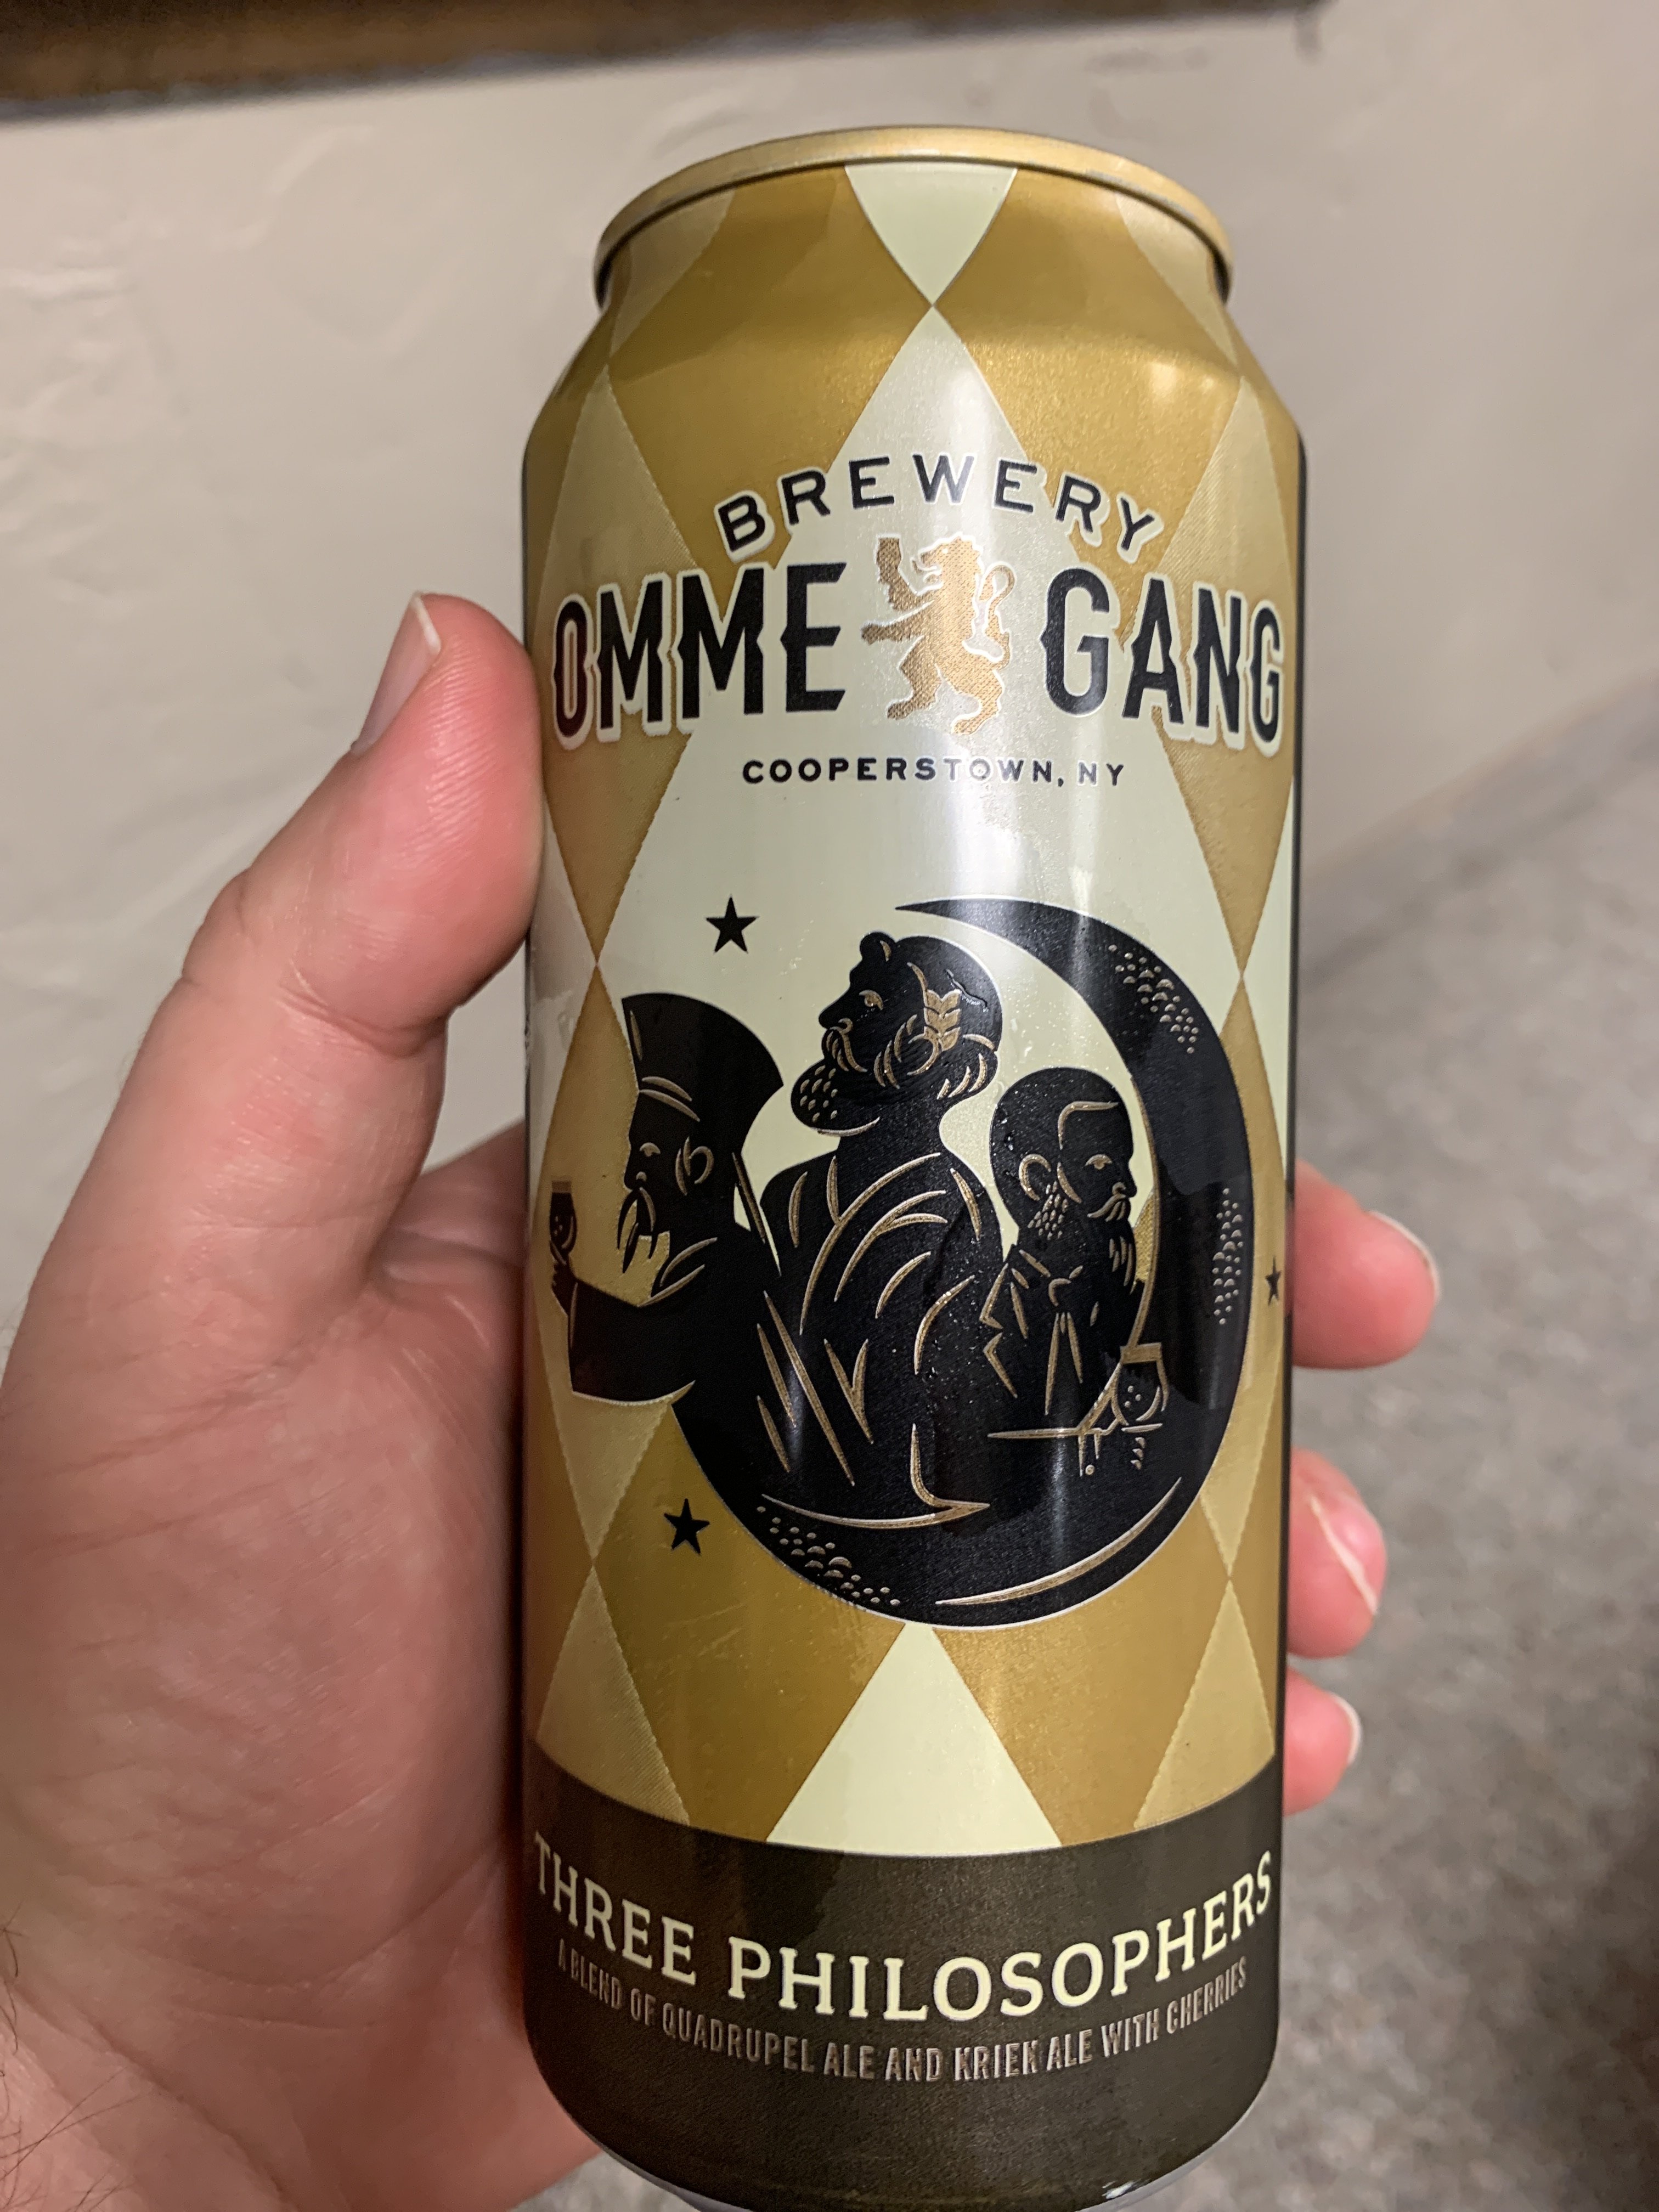 BREWERY
OMME GANG
COOPERSTOWN, NY
THREE PHILOSOPHERS
A BLEND OF QUADRUPEL ALE AND KRIEK ALE WITH CHERRIES